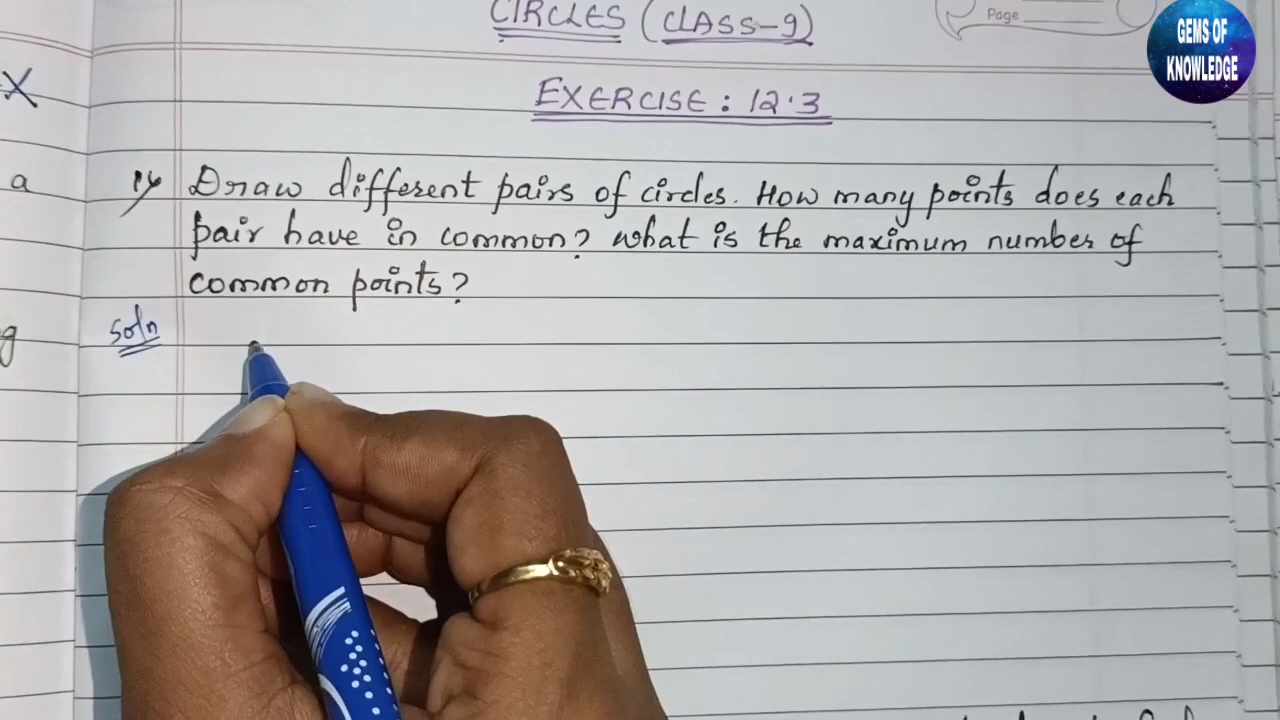 CIRCLES (CLASS-9)
Page
GEMS OF
KNOWLEDGE
EXERCISE : 12.3
X
a
1) Draw different pairs of circles. How many points does each
pair have in common? What is the maximum number of
common points?
g
Soln